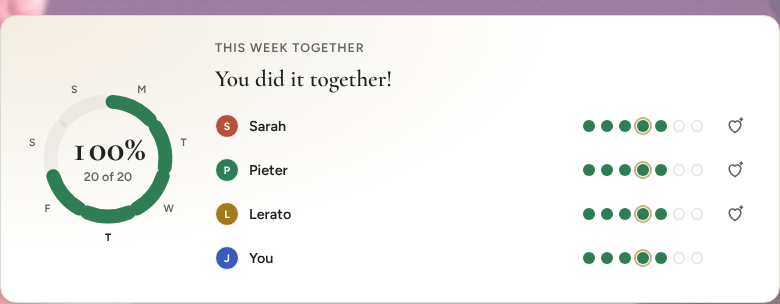 THIS WEEK TOGETHER
You did it together!
S M
S T
100%
20 of 20
F W
T
S Sarah
P Pieter
L Lerato
J You